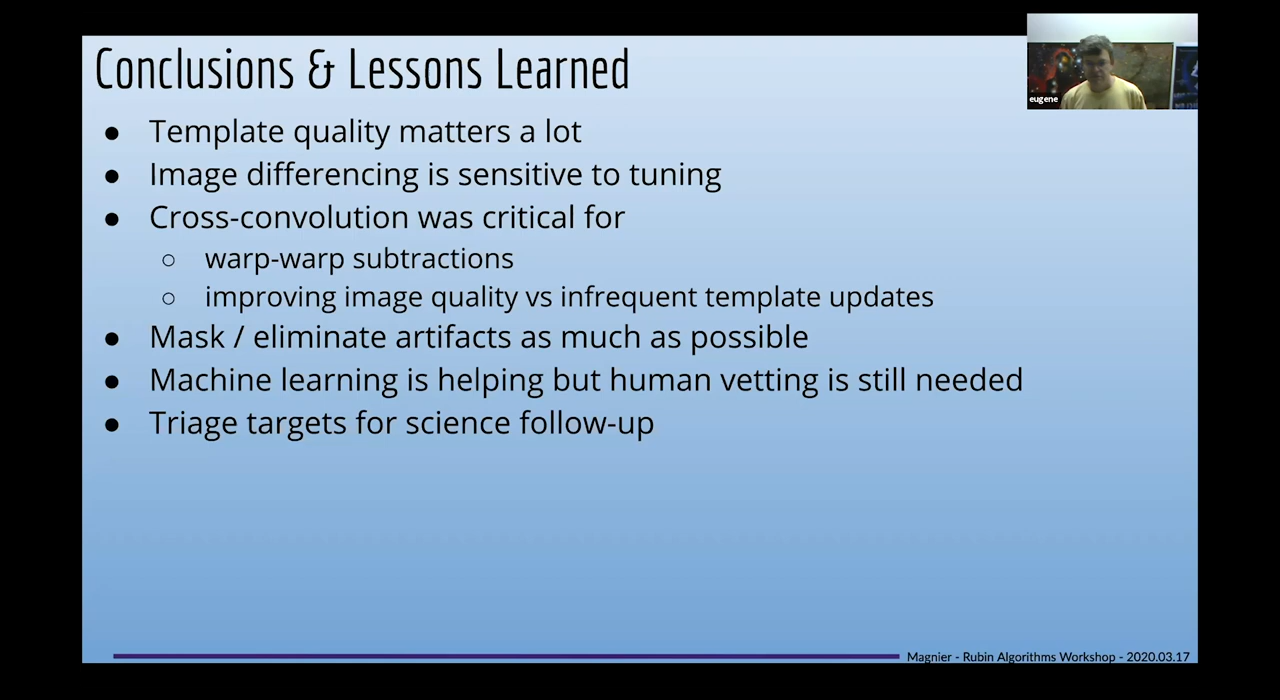 Conclusions & Lessons Learned
eugene
● Template quality matters a lot
● Image differencing is sensitive to tuning
● Cross-convolution was critical for
○ warp-warp subtractions
○ improving image quality vs infrequent template updates
● Mask / eliminate artifacts as much as possible
● Machine learning is helping but human vetting is still needed
● Triage targets for science follow-up
Magnier - Rubin Algorithms Workshop - 2020.03.17